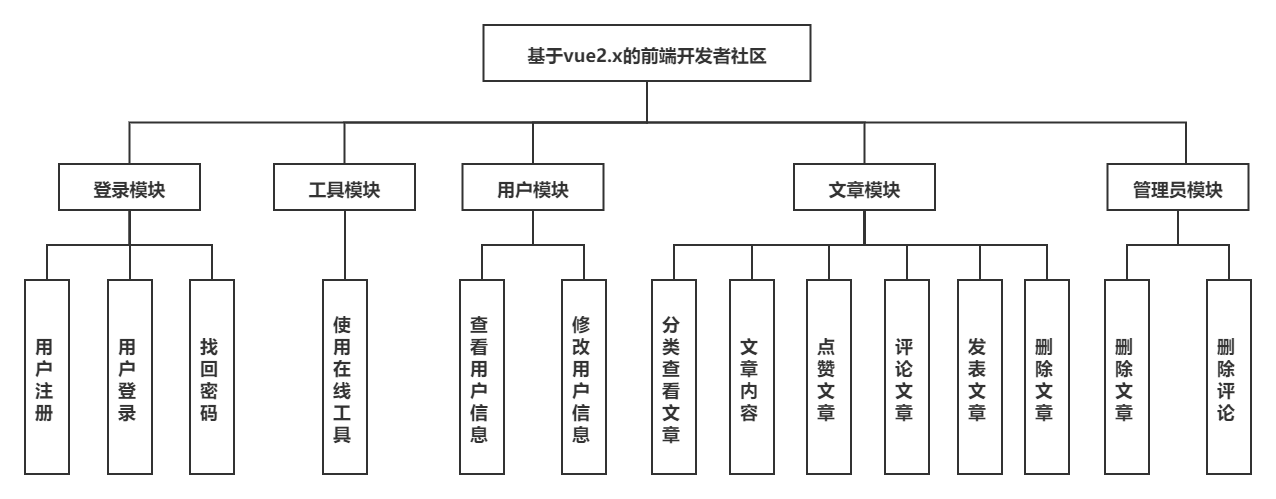 基于vue2.x的前端开发者社区
登录模块
工具模块
用户模块
文章模块
管理员模块
用户注册
用户登录
找回密码
使用在线工具
查看用户信息
修改用户信息
分类查看文章
文章内容
点赞文章
评论文章
发表文章
删除文章
删除文章
删除评论